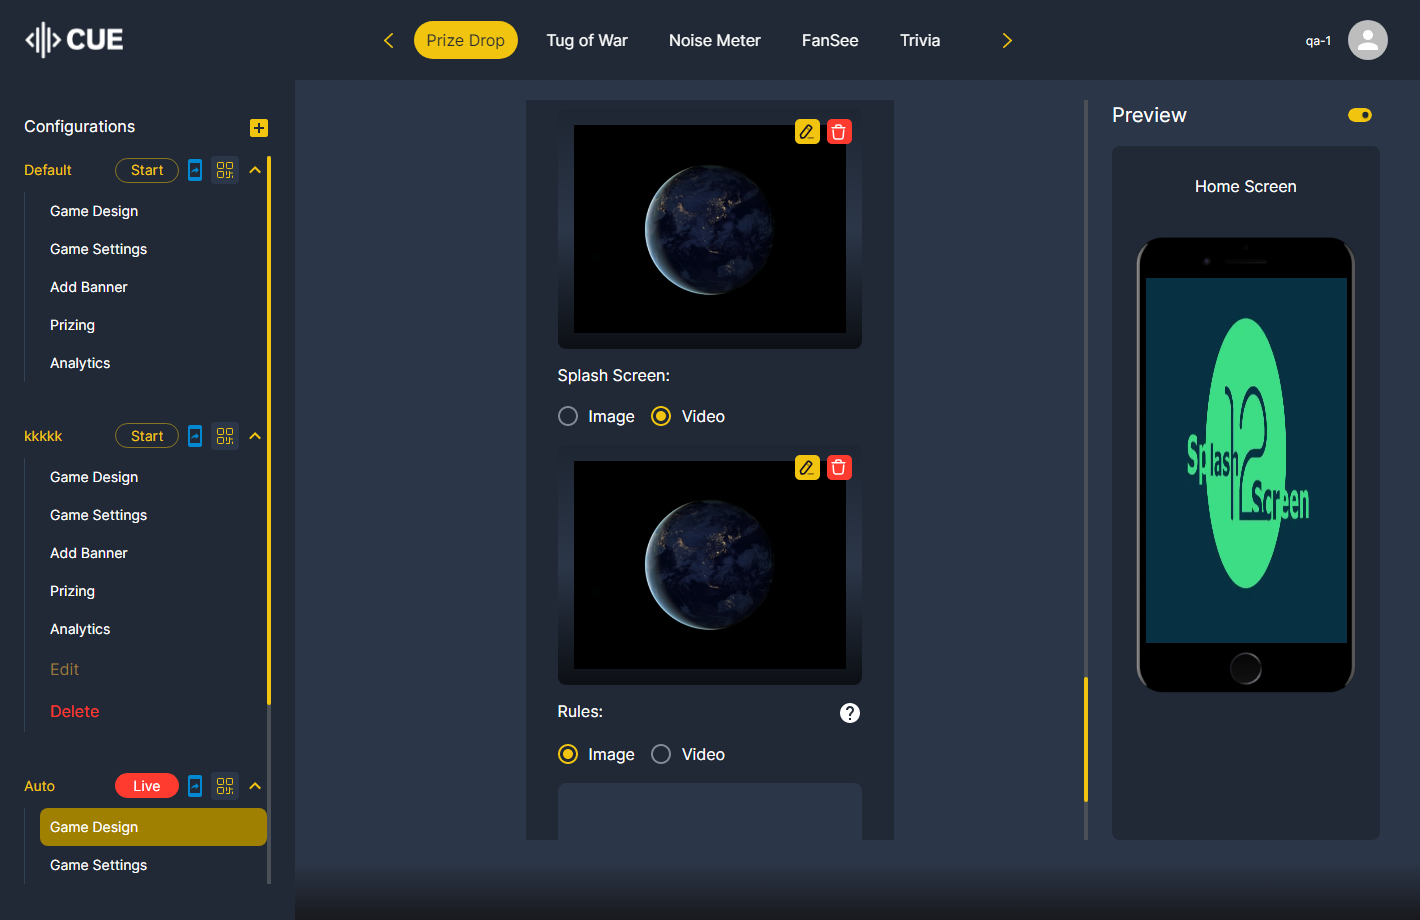 CUE
Prize Drop
Tug of War
Noise Meter
FanSee
Trivia
qa-1
Configurations
Default
Start
Game Design
Game Settings
Add Banner
Prizing
Analytics
kkkkk
Start
Game Design
Game Settings
Add Banner
Prizing
Analytics
Edit
Delete
Auto
Live
Game Design
Game Settings
Splash Screen:
Image
Video
Rules:
Image
Video
Preview
Home Screen
12
Splash
Screen